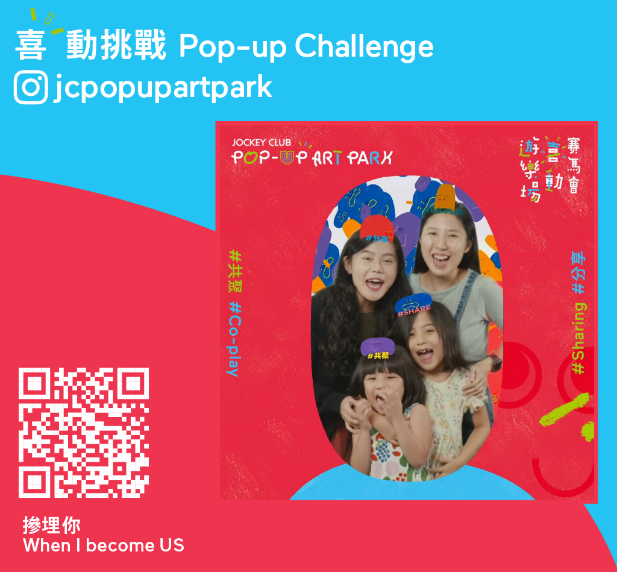 喜動挑戰 Pop-up Challenge
jcpopupartpark
JOCKEY CLUB
POP-UP ART PARK
賽馬會
喜動
遊樂場
#共聚 #Co-play
#Sharing #分享
#分享
#SHARE
#共聚
摻埋你
When I become US